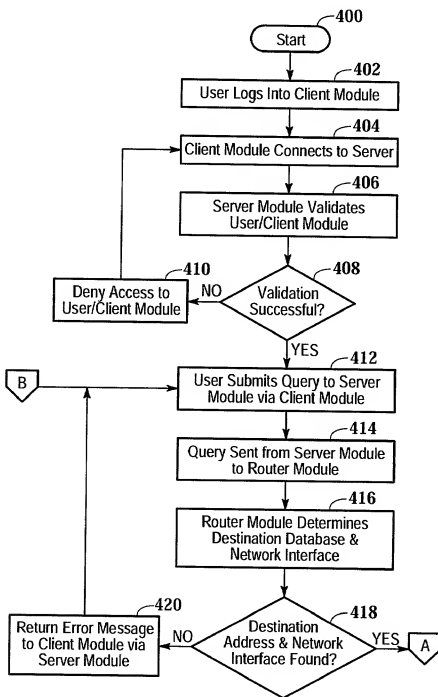 400
Start
402
User Logs Into Client Module
404
Client Module Connects to Server
406
Server Module Validates
User/Client Module
410
Deny Access to
User/Client Module
NO
408
Validation
Successful?
YES
B
412
User Submits Query to Server
Module via Client Module
414
Query Sent from Server Module
to Router Module
416
Router Module Determines
Destination Database &
Network Interface
420
Return Error Message
to Client Module via
Server Module
NO
418
Destination
Address & Network
Interface Found?
YES
A